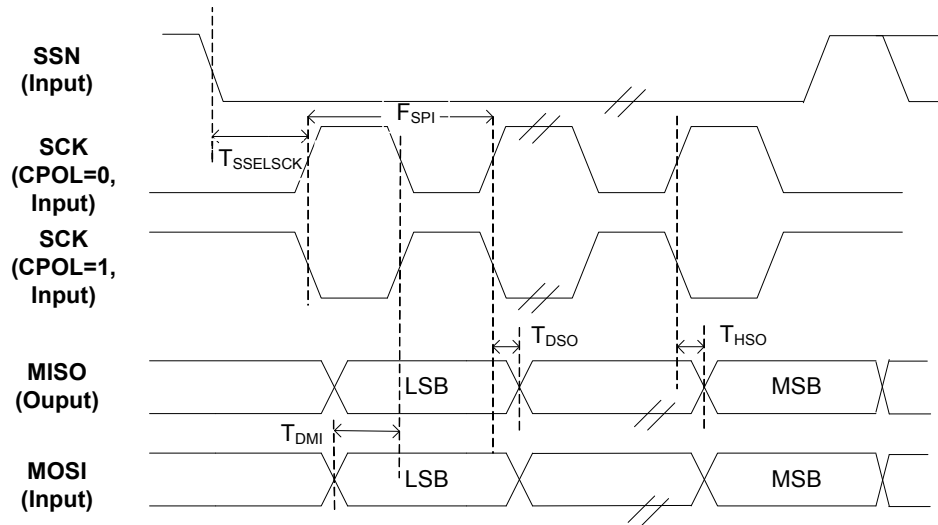 SSN
(Input)
F_SPI
T_SSELSCK
SCK
(CPOL=0,
Input)
SCK
(CPOL=1,
Input)
T_DSO
T_HSO
MISO
(Ouput)
LSB
MSB
T_DMI
MOSI
(Input)
LSB
MSB